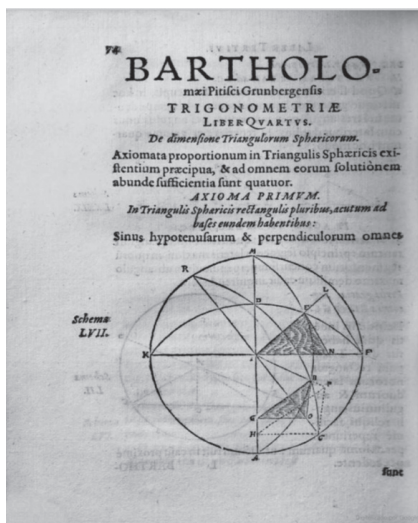 74
BARTHOLO-
mæi Pitisci Grunbergensis
TRIGONOMETRIÆ
LIBER QVARTVS.
De dimensione Triangulorum Sphæricorum.
Axiomata proportionum in Triangulis Sphæricis exi-
stentium præcipua, & ad omnem eorum solutiônem
abunde sufficientia sunt quatuor.
AXIOMA PRIMVM.
In Triangulis Sphæricis rectangulis pluribus, acutum ad
bases eundem habentibus:
Sinus hypotenusarum & perpendiculorum omnes
M
R
B
L
Schema
LVII.
K
N
P
G
H
C
A
sunt